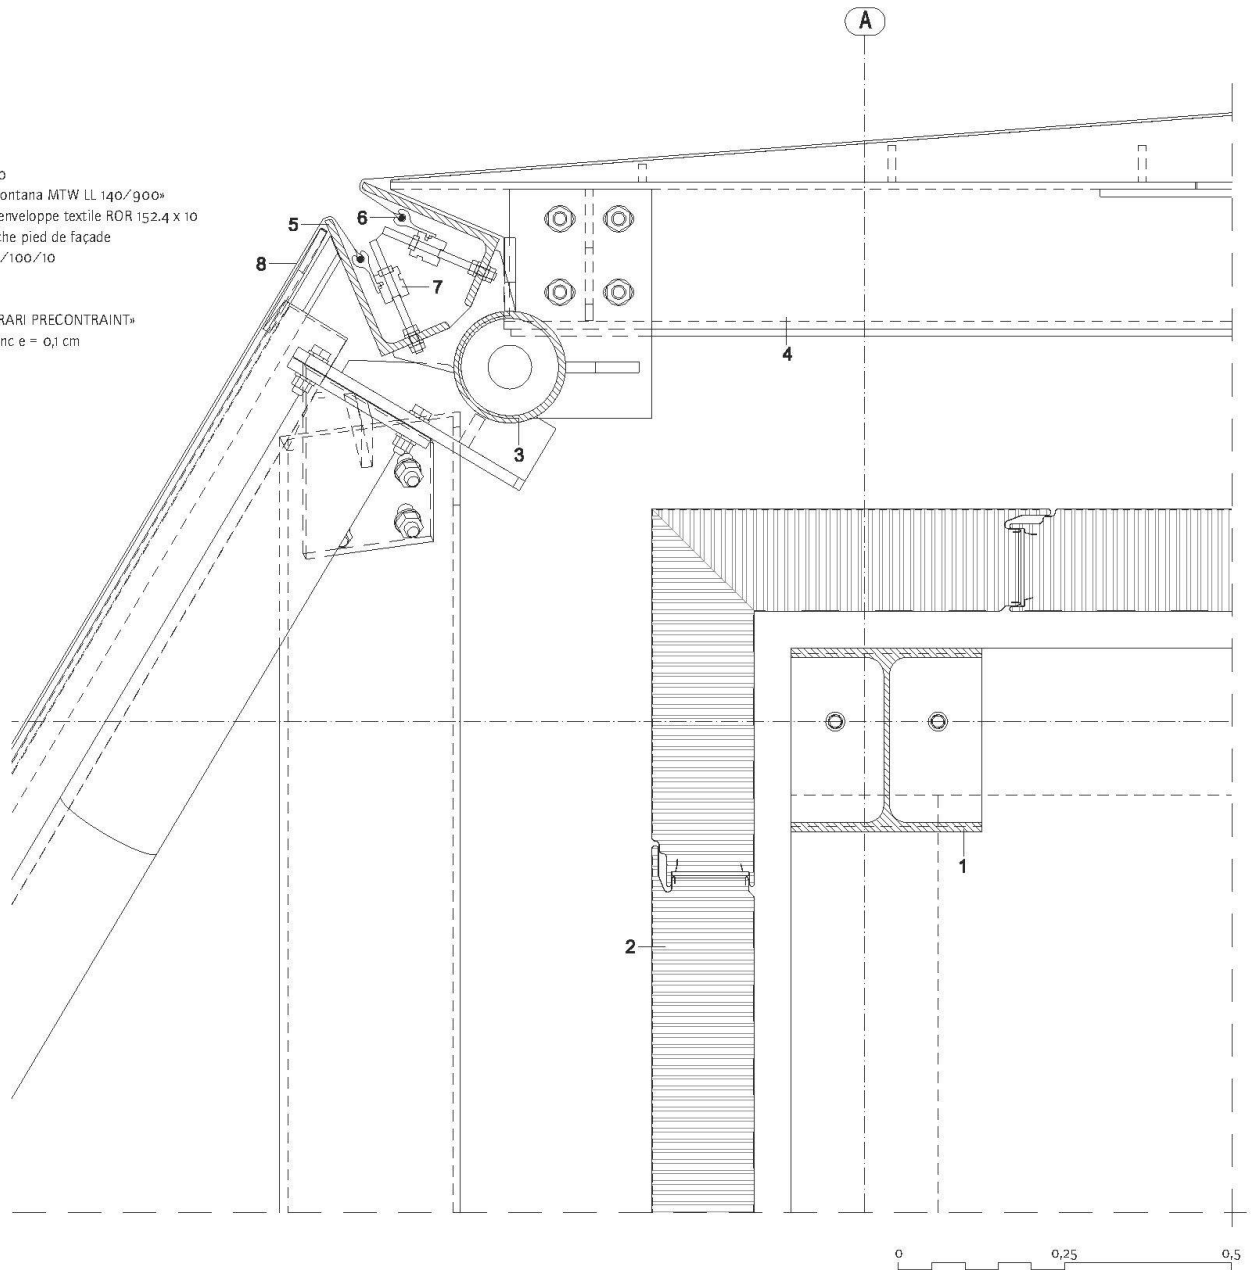 A
o
ontana MTW LL 140/900»
enveloppe textile ROR 152.4 x 10
che pied de façade
/100/10
RARI PRECONTRAINT»
nc e = 0,1 cm
5
6
8
7
4
3
1
2
0
0,25
0,5